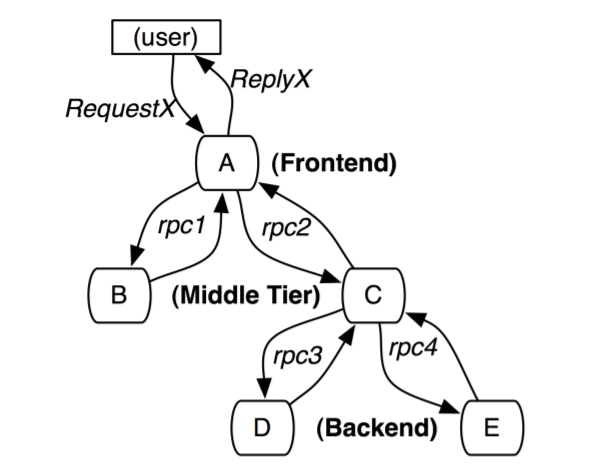 (user)
ReplyX
RequestX
A (Frontend)
rpc1 rpc2
B (Middle Tier) C
rpc3 rpc4
D (Backend) E